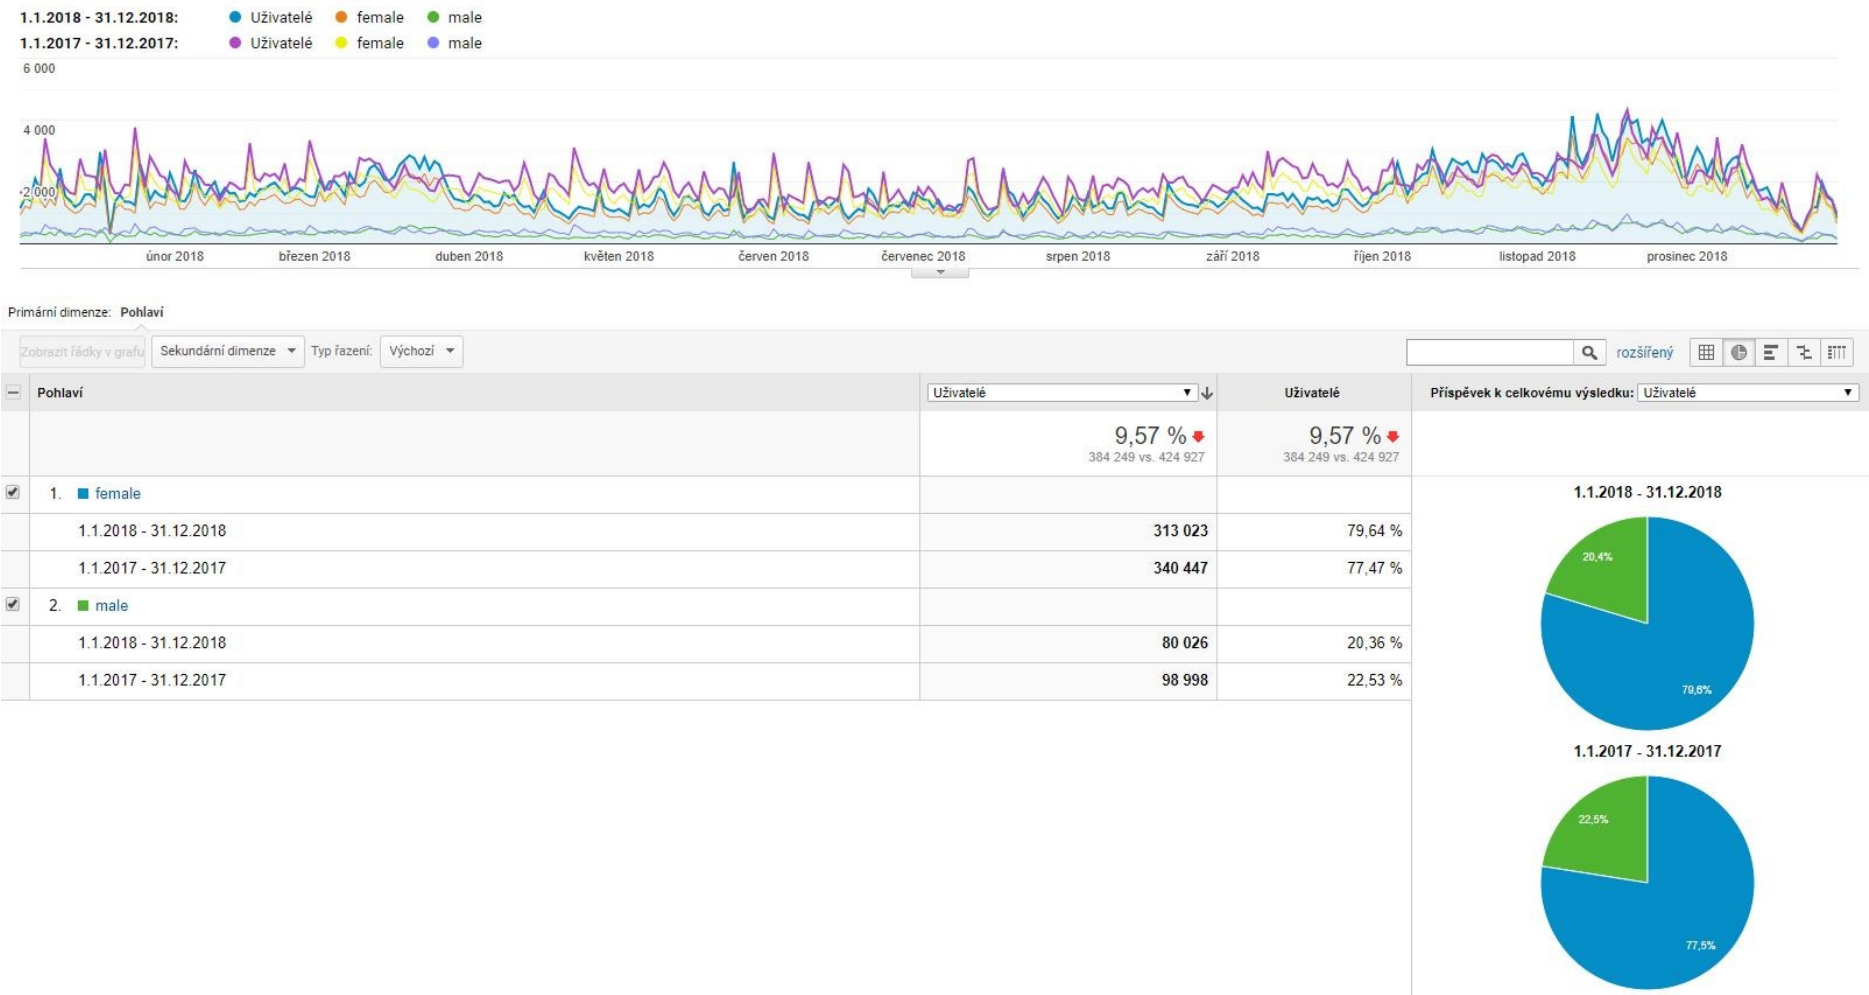 1.1.2018 - 31.12.2018: Uživatelé female male
1.1.2017 - 31.12.2017: Uživatelé female male
6 000
4 000
2 000
únor 2018 březen 2018 duben 2018 květen 2018 červen 2018 červenec 2018 srpen 2018 září 2018 říjen 2018 listopad 2018 prosinec 2018
Primární dimenze: Pohlaví
Zobrazit řádky v grafu Sekundární dimenze Typ řazení: Výchozí rozšířený
Pohlaví Uživatelé Uživatelé Příspěvek k celkovému výsledku: Uživatelé
9,57 % 9,57 %
384 249 vs. 424 927 384 249 vs. 424 927
1. female
1.1.2018 - 31.12.2018 313 023 79,64 %
1.1.2017 - 31.12.2017 340 447 77,47 %
2. male
1.1.2018 - 31.12.2018 80 026 20,36 %
1.1.2017 - 31.12.2017 98 998 22,53 %
1.1.2018 - 31.12.2018
20,4%
79,6%
1.1.2017 - 31.12.2017
22,5%
77,5%